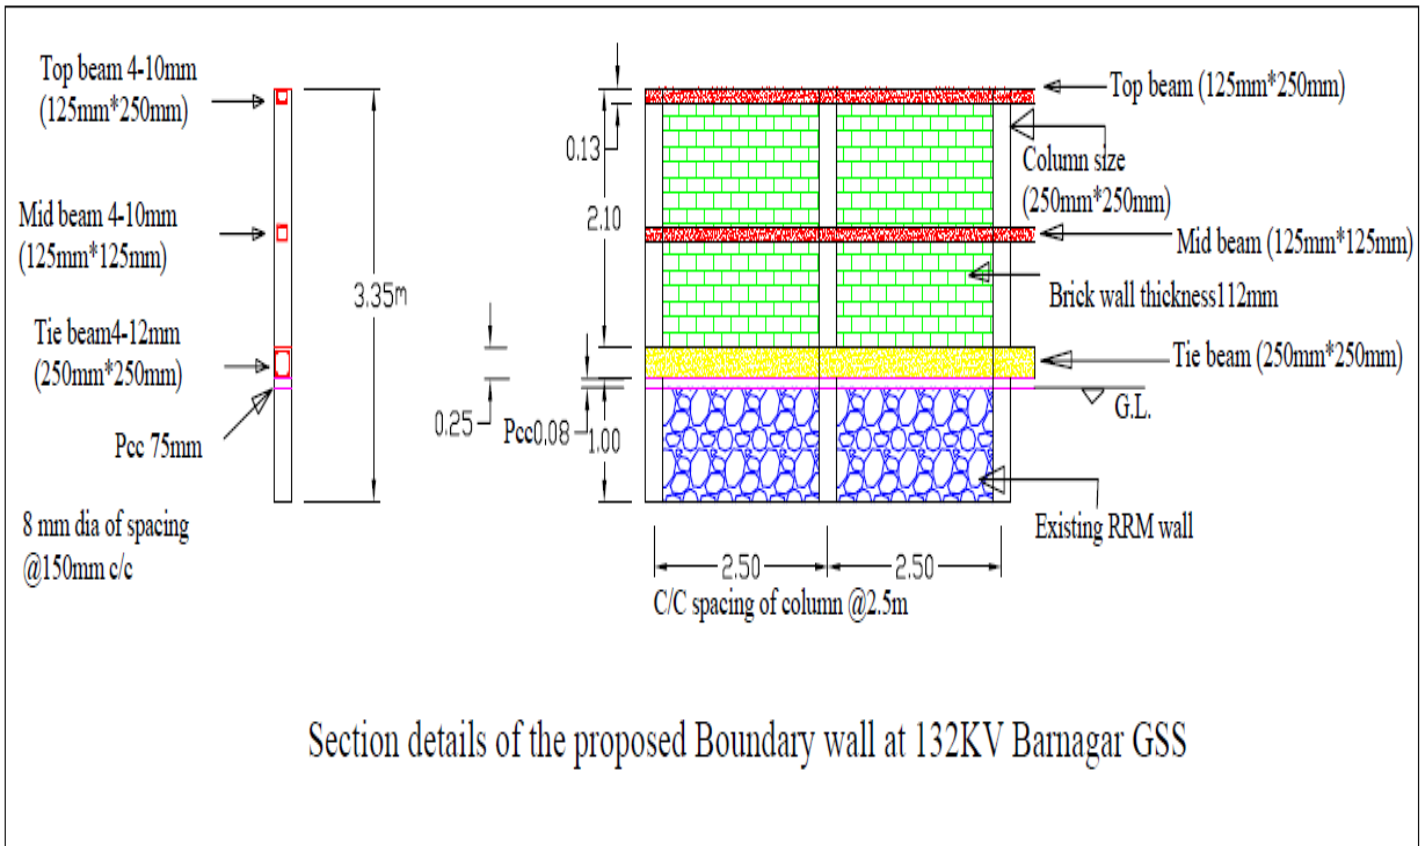 Top beam 4-10mm
(125mm*250mm)
Mid beam 4-10mm
(125mm*125mm)
Tie beam4-12mm
(250mm*250mm)
Pcc 75mm
8 mm dia of spacing
@150mm c/c
3.35m
0.13
2.10
0.25
Pcc0.08
1.00
Top beam (125mm*250mm)
Column size
(250mm*250mm)
Mid beam (125mm*125mm)
Brick wall thickness112mm
Tie beam (250mm*250mm)
G.L.
Existing RRM wall
2.50 2.50
C/C spacing of column @2.5m
Section details of the proposed Boundary wall at 132KV Barnagar GSS